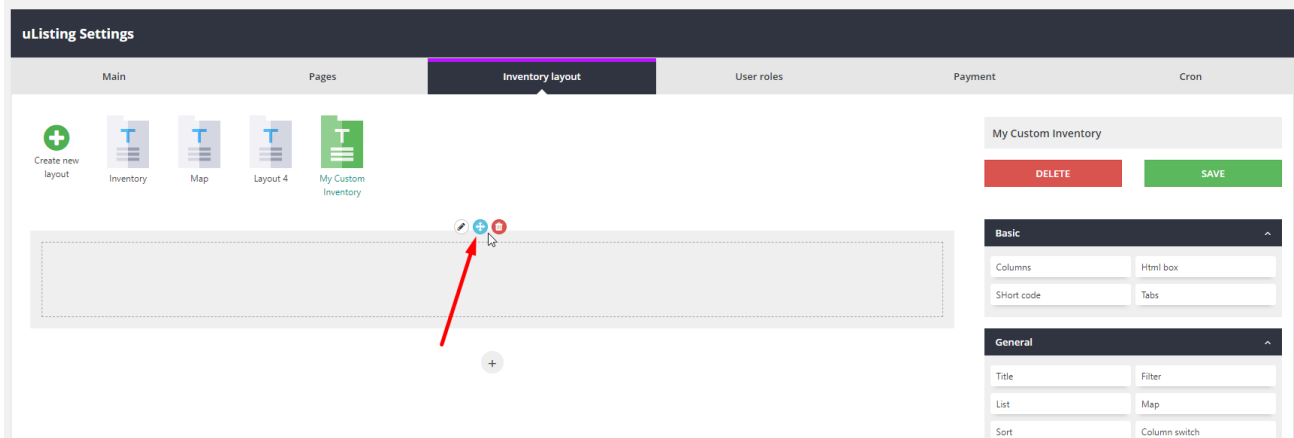 uListing Settings
Main Pages Inventory layout User roles Payment Cron
Create new
layout
Inventory
Map
Layout 4
My Custom
Inventory
My Custom Inventory
DELETE SAVE
Basic
Columns Html box
SHort code Tabs
General
Title Filter
List Map
Sort Column switch